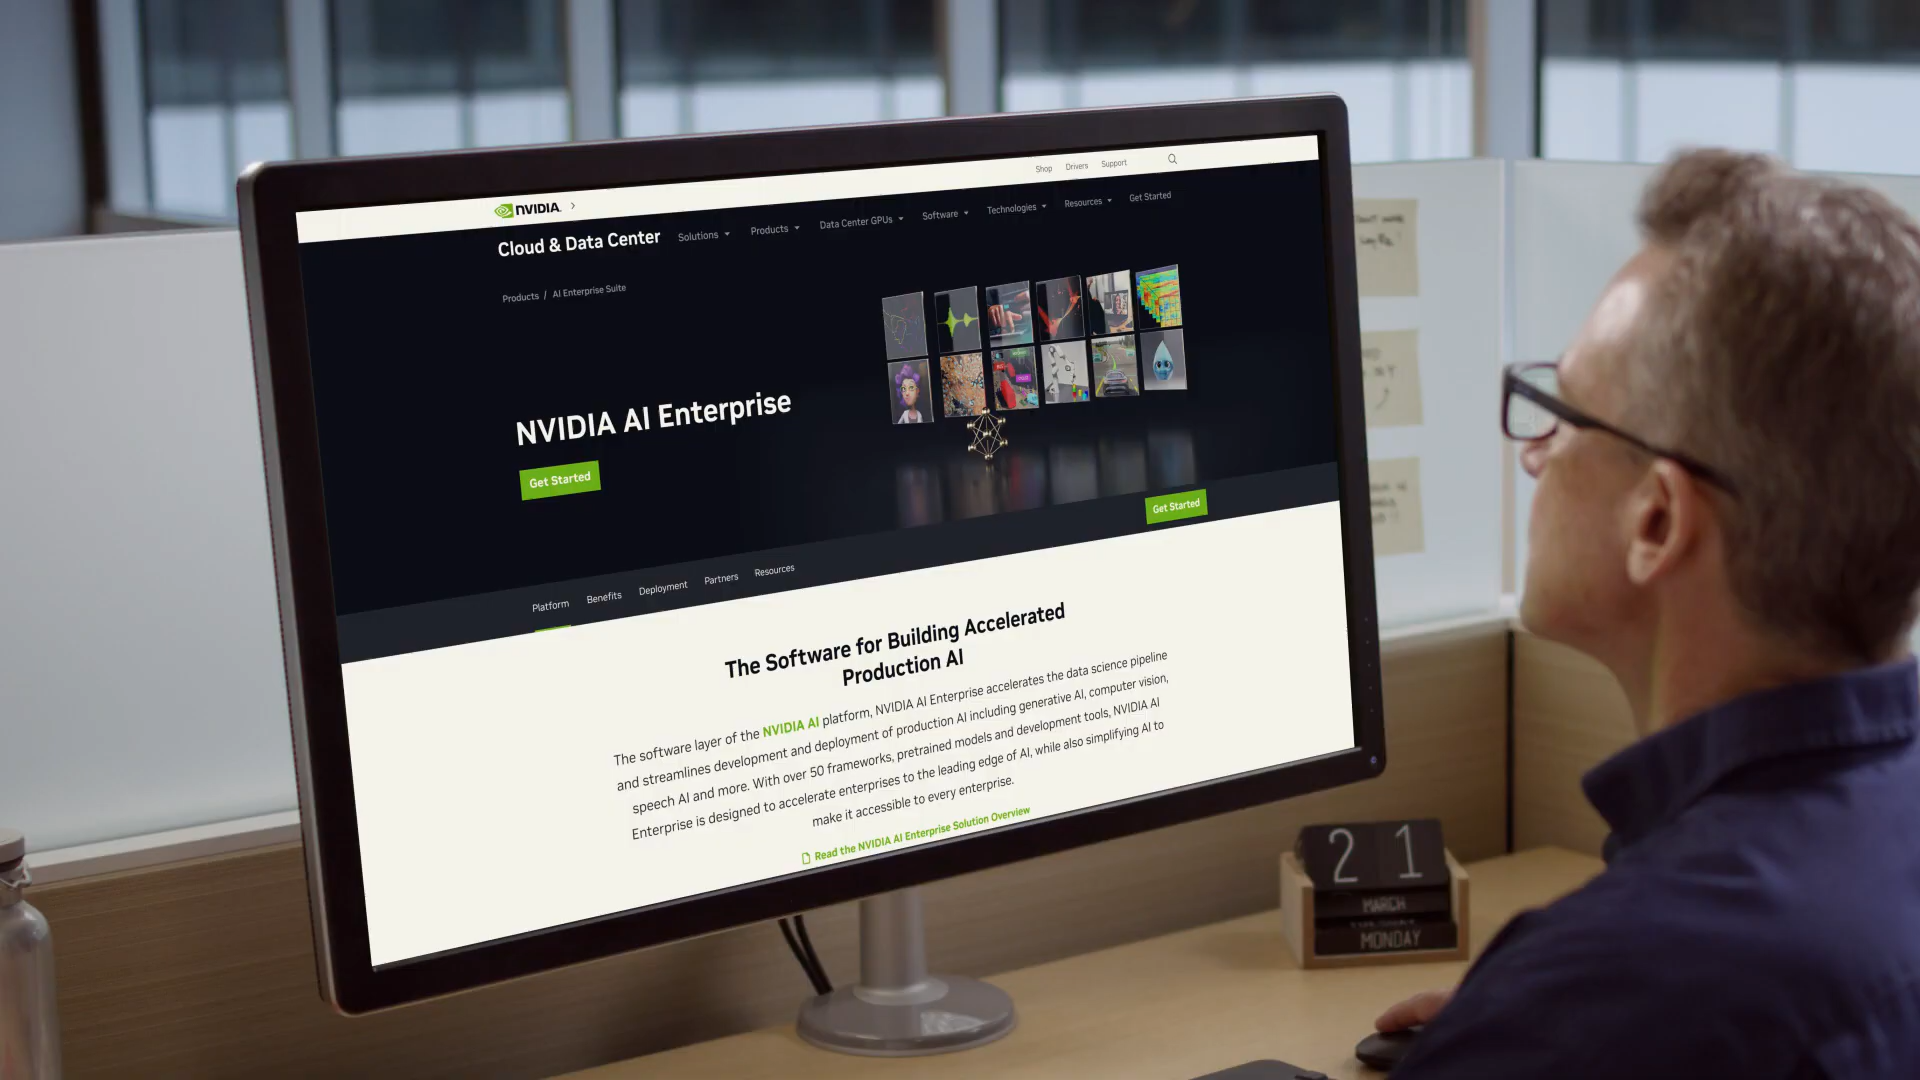 Shop Drivers Support
NVIDIA.
Cloud & Data Center Solutions Products Data Center GPUs Software Technologies Resources Get Started
Products / AI Enterprise Suite
NVIDIA AI Enterprise
Get Started
Get Started
Platform Benefits Deployment Partners Resources
The Software for Building Accelerated
Production AI
The software layer of the NVIDIA AI platform, NVIDIA AI Enterprise accelerates the data science pipeline
and streamlines development and deployment of production AI including generative AI, computer vision,
speech AI and more. With over 50 frameworks, pretrained models and development tools, NVIDIA AI
Enterprise is designed to accelerate enterprises to the leading edge of AI, while also simplifying AI to
make it accessible to every enterprise.
Read the NVIDIA AI Enterprise Solution Overview
21
MARCH
MONDAY